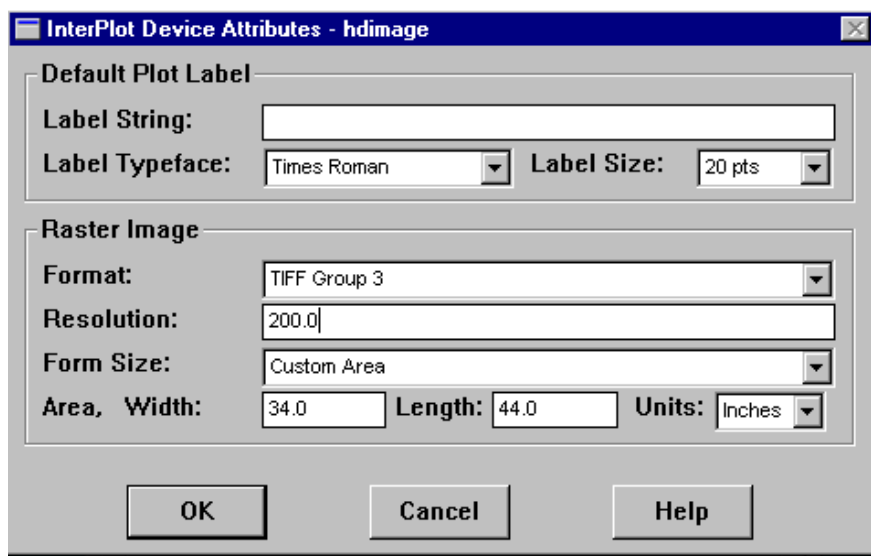 InterPlot Device Attributes - hdimage
Default Plot Label
Label String:
Label Typeface: Times Roman Label Size: 20 pts
Raster Image
Format: TIFF Group 3
Resolution: 200.0
Form Size: Custom Area
Area, Width: 34.0 Length: 44.0 Units: Inches
OK Cancel Help